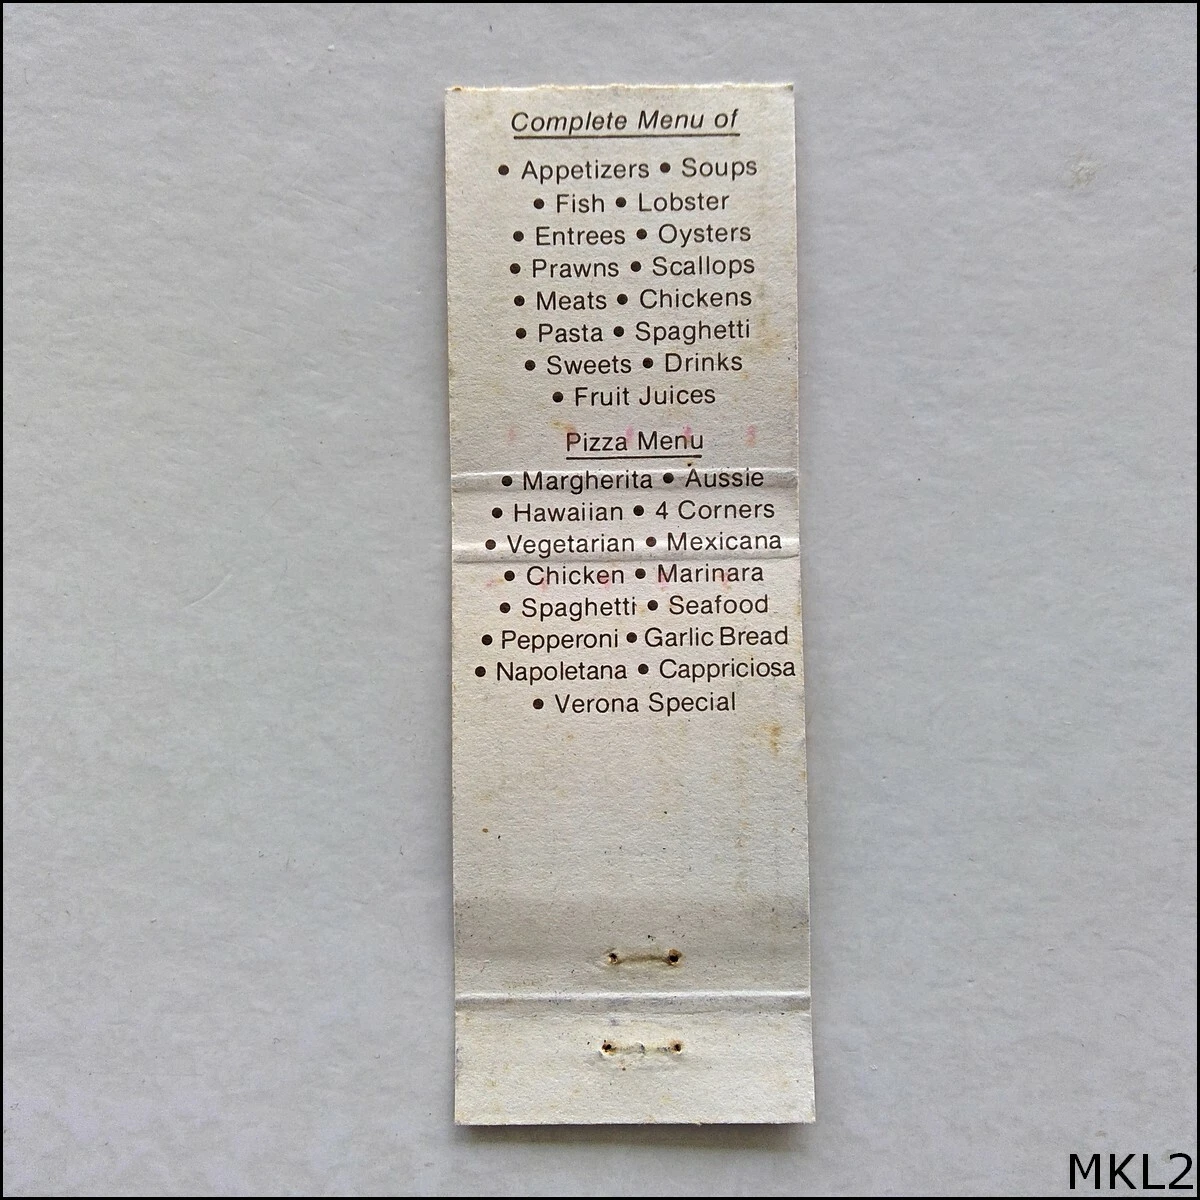 Complete Menu of
• Appetizers • Soups
• Fish • Lobster
• Entrees • Oysters
• Prawns • Scallops
• Meats • Chickens
• Pasta • Spaghetti
• Sweets • Drinks
• Fruit Juices
Pizza Menu
• Margherita • Aussie
• Hawaiian • 4 Corners
• Vegetarian • Mexicana
• Chicken • Marinara
• Spaghetti • Seafood
• Pepperoni • Garlic Bread
• Napoletana • Cappriciosa
• Verona Special
MKL2